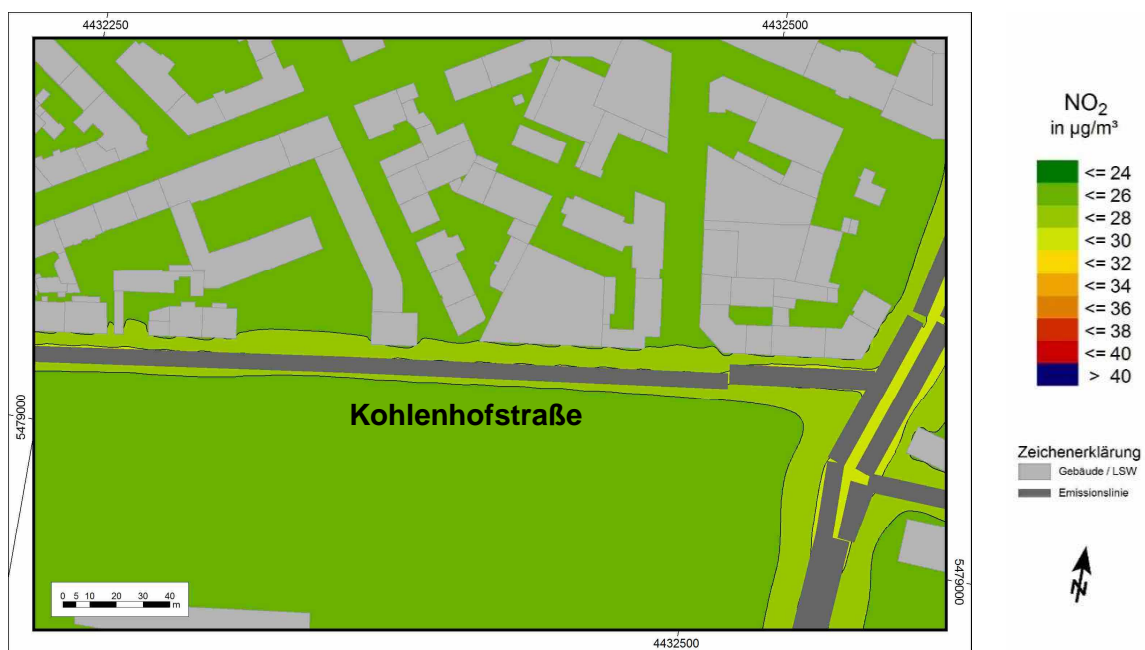 4432250
4432500
NO₂
in µg/m³
<= 24
<= 26
<= 28
<= 30
<= 32
<= 34
<= 36
<= 38
<= 40
> 40
Kohlenhofstraße
5479000
Zeichenerklärung
Gebäude / LSW
Emissionslinie
N
0 5 10 20 30 40
m
5479000
4432500